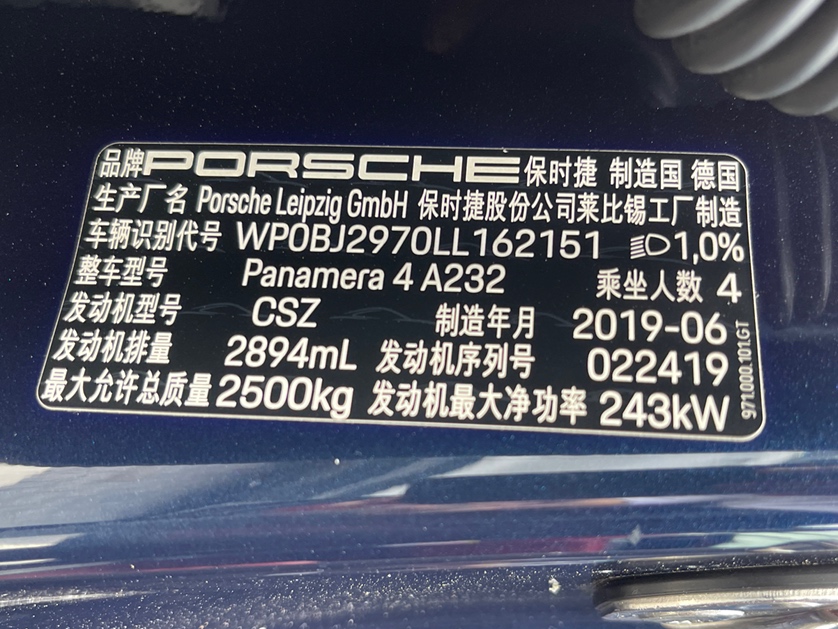 品牌 PORSCHE 保时捷 制造国 德国
生产厂名 Porsche Leipzig GmbH 保时捷股份公司莱比锡工厂制造
车辆识别代号 WP0BJ2970LL162151 1,0%
整车型号 Panamera 4 A232 乘坐人数 4
发动机型号 CSZ 制造年月 2019-06
发动机排量 2894mL 发动机序列号 022419
最大允许总质量 2500kg 发动机最大净功率 243kW
971.000.101.GT